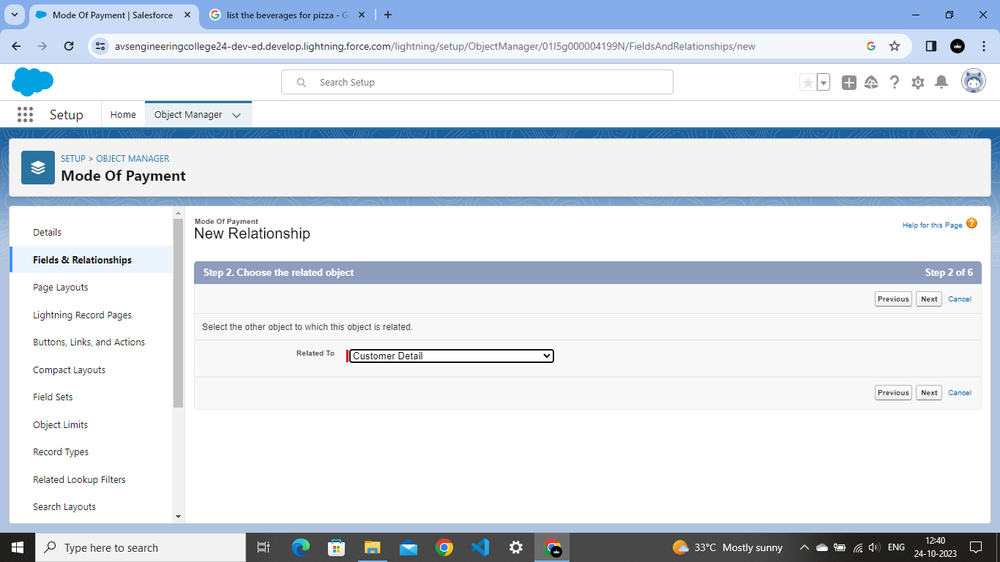 Mode Of Payment | Salesforce
list the beverages for pizza - G
avsengineeringcollege24-dev-ed.develop.lightning.force.com/lightning/setup/ObjectManager/01I5g000004199N/FieldsAndRelationships/new
Search Setup
Setup
Home
Object Manager
SETUP > OBJECT MANAGER
Mode Of Payment
Details
Fields & Relationships
Page Layouts
Lightning Record Pages
Buttons, Links, and Actions
Compact Layouts
Field Sets
Object Limits
Record Types
Related Lookup Filters
Search Layouts
Mode Of Payment
New Relationship
Help for this Page
Step 2. Choose the related object
Step 2 of 6
Previous Next Cancel
Select the other object to which this object is related.
Related To
Customer Detail
Previous Next Cancel
Type here to search
33°C Mostly sunny
ENG
12:40
24-10-2023